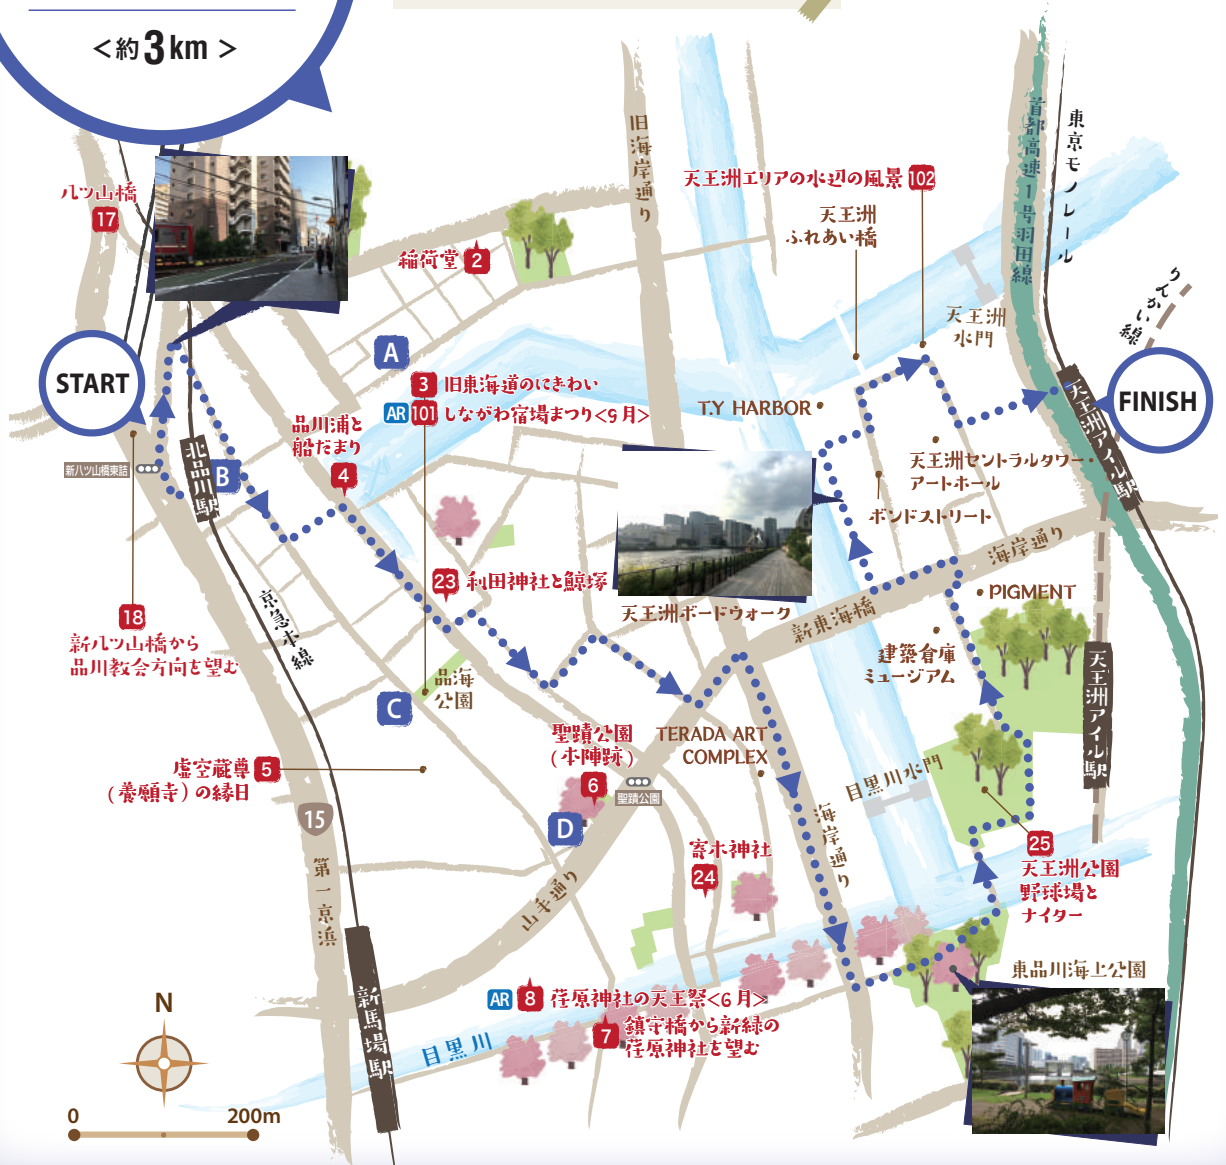 <約3km>
旧海岸通り
首都高速1号羽田線
東京モノレール
りんかい線
八ツ山橋
17
天王洲エリアの水辺の風景 102
天王洲
ふれあい橋
天王洲
水門
稲荷堂 2
A
START
3 旧東海道のにぎわい
AR 101 しながわ宿場まつり<9月>
品川浦と
船だまり
4
T.Y HARBOR
FINISH
天王洲アイル駅
新八ツ山橋東詰
北品川駅
B
天王洲セントラルタワー
アートホール
ボンドストリート
海岸通り
23 利田神社と鯨塚
天王洲ボードウォーク
新東海橋
PIGMENT
京急本線
18
新八ツ山橋から
品川教会方向を望む
建築倉庫
ミュージアム
天王洲アイル駅
品海
公園
C
聖蹟公園
(本陣跡)
6
TERADA ART
COMPLEX
虚空蔵尊
(養願寺)の縁日
5
聖蹟公園
目黒川水門
15
第一京浜
D
海岸通り
寄木神社
24
25
天王洲公園
野球場と
ナイター
山手通り
東品川海上公園
新馬場駅
AR 8 荏原神社の天王祭<6月>
7 鎮守橋から新緑の
荏原神社を望む
目黒川
N
0 200m